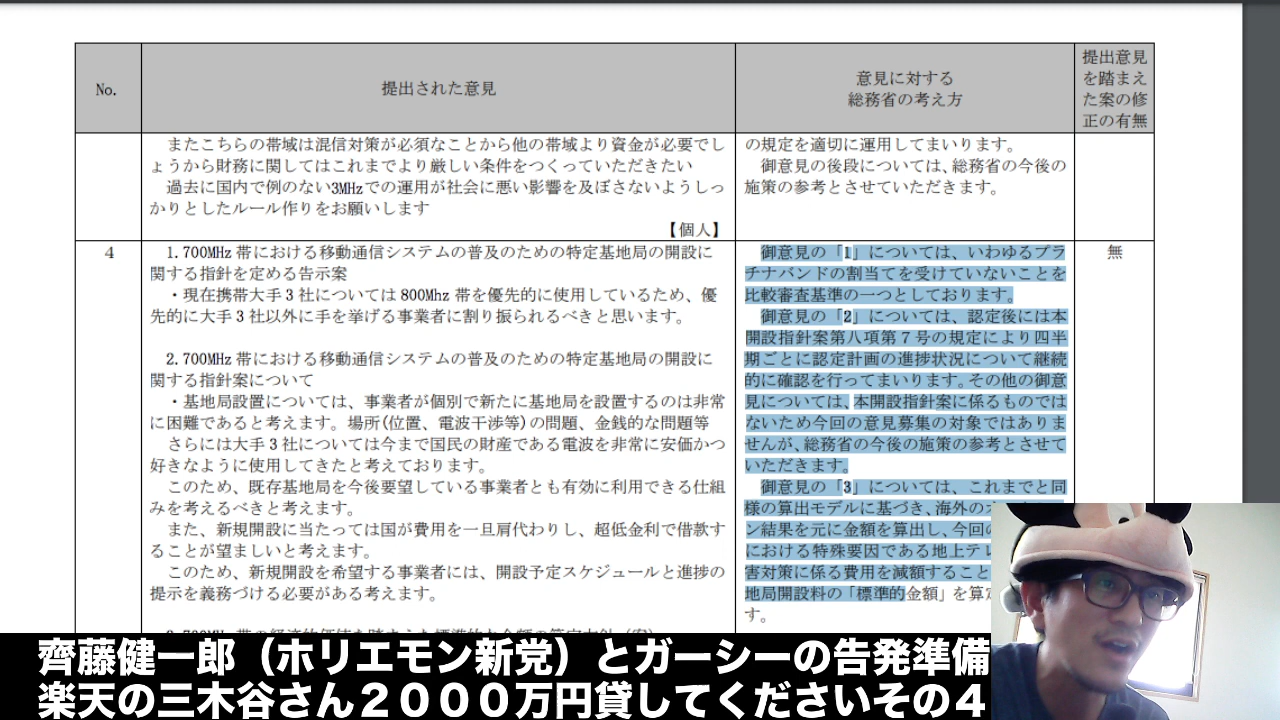 No.
提出された意見
意見に対する
総務省の考え方
提出意見
を踏まえ
た案の修
正の有無
またこちらの帯域は混信対策が必須なことから他の帯域より資金が必要でし
ょうから財務に関してはこれまでより厳しい条件をつくっていただきたい
過去に国内で例のない3MHzでの運用が社会に悪い影響を及ぼさないようしっ
かりとしたルール作りをお願いします
【個人】
の規定を適切に運用してまいります。
御意見の後段については、総務省の今後の
施策の参考とさせていただきます。
4
1.700MHz 帯における移動通信システムの普及のための特定基地局の開設に
関する指針を定める告示案
・現在携帯大手3社については 800Mhz 帯を優先的に使用しているため、優
先的に大手3社以外に手を挙げる事業者に割り振られるべきと思います。
2.700MHz 帯における移動通信システムの普及のための特定基地局の開設に
関する指針案について
・基地局設置については、事業者が個別で新たに基地局を設置するのは非常
に困難であると考えます。場所(位置、電波干渉等)の問題、金銭的な問題等
さらには大手3社については今まで国民の財産である電波を非常に安価かつ
好きなように使用してきたと考えております。
このため、既存基地局を今後要望している事業者とも有効に利用できる仕組
みを考えるべきと考えます。
また、新規開設に当たっては国が費用を一旦肩代わりし、超低金利で借款す
ることが望ましいと考えます。
このため、新規開設を希望する事業者には、開設予定スケジュールと進捗の
提示を義務づける必要があると考えます。
御意見の「1」については、いわゆるプラ
チナバンドの割当てを受けていないことを
比較審査基準の一つとしております。
御意見の「2」については、認定後には本
開設指針案第八項第7号の規定により四半
期ごとに認定計画の進捗状況について継続
的に確認を行ってまいります。その他の御意
見については、本開設指針案に係るものでは
ないため今回の意見募集の対象ではありま
せんが、総務省の今後の施策の参考とさせて
いただきます。
御意見の「3」については、これまでと同
様の算出モデルに基づき、海外のオ
ン結果を元に金額を算出し、今回の
における特殊要因である地上テレ
害対策に係る費用を減額すること
地局開設料の「標準的金額」を算定
す。
無
齊藤健一郎（ホリエモン新党）とガーシーの告発準備
楽天の三木谷さん２０００万円貸してくださいその４